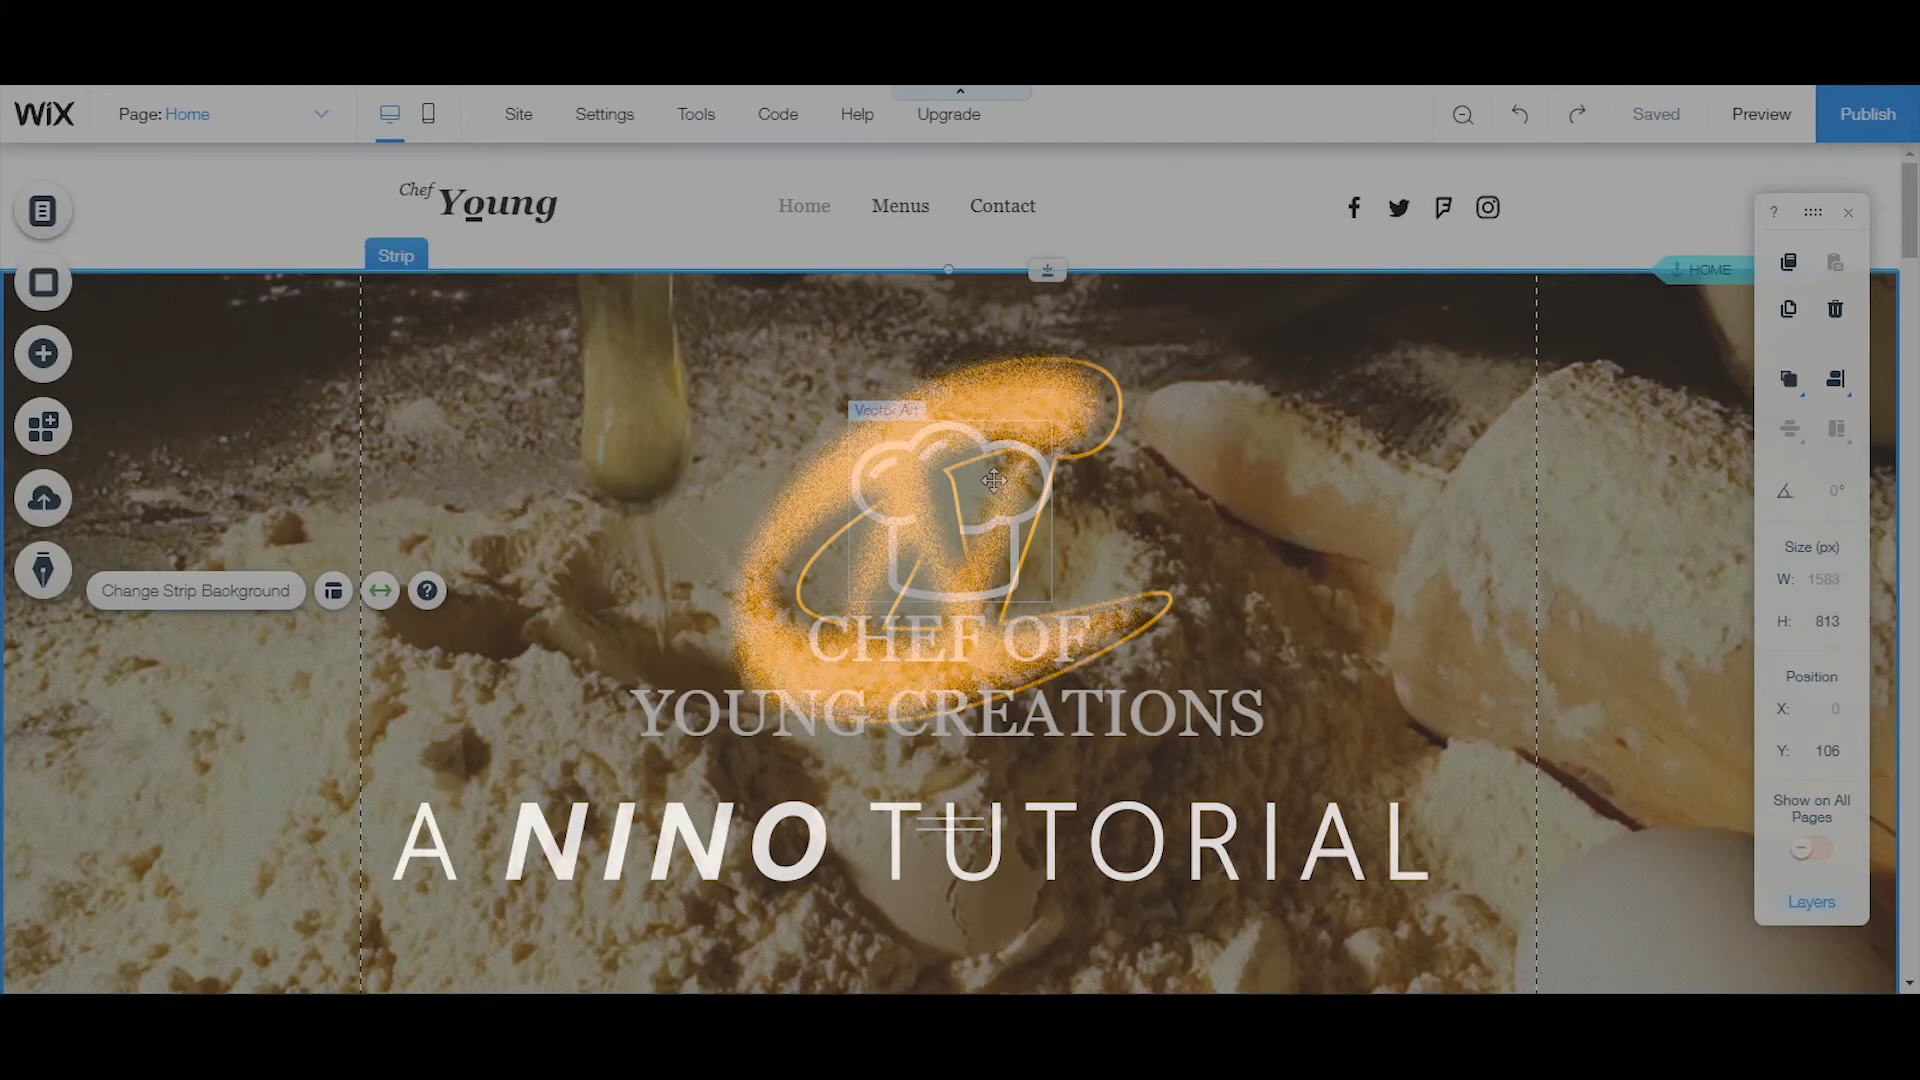 WiX
Page: Home
Site
Settings
Tools
Code
Help
Upgrade
Saved
Preview
Publish
Chef Young
Home
Menus
Contact
Strip
HOME
Vector Art
Change Strip Background
?
CHEF OF
YOUNG CREATIONS
A NINO TUTORIAL
?
0°
Size (px)
W: 1583
H: 813
Position
X: 0
Y: 106
Show on All
Pages
Layers